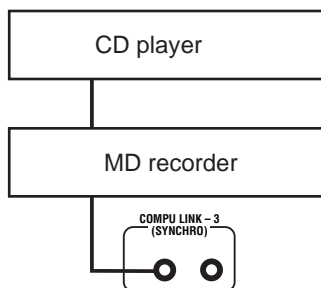 CD player
MD recorder
COMPU LINK – 3
(SYNCHRO)